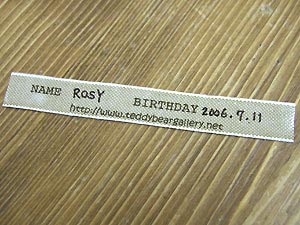 NAME ROSY BIRTHDAY 2006.7.11
http://www.teddybeargallery.net